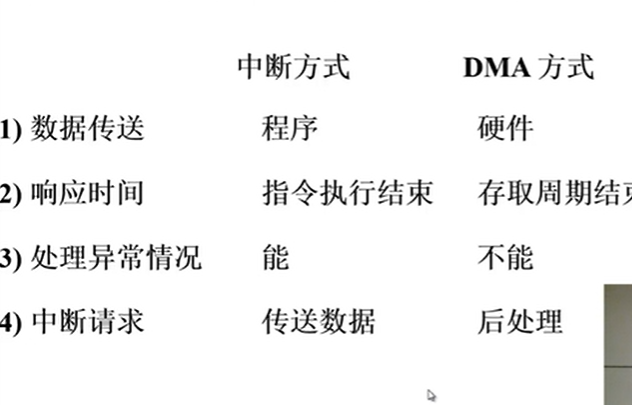 中断方式 DMA 方式
1) 数据传送 程序 硬件
2) 响应时间 指令执行结束 存取周期结束
3) 处理异常情况 能 不能
4) 中断请求 传送数据 后处理